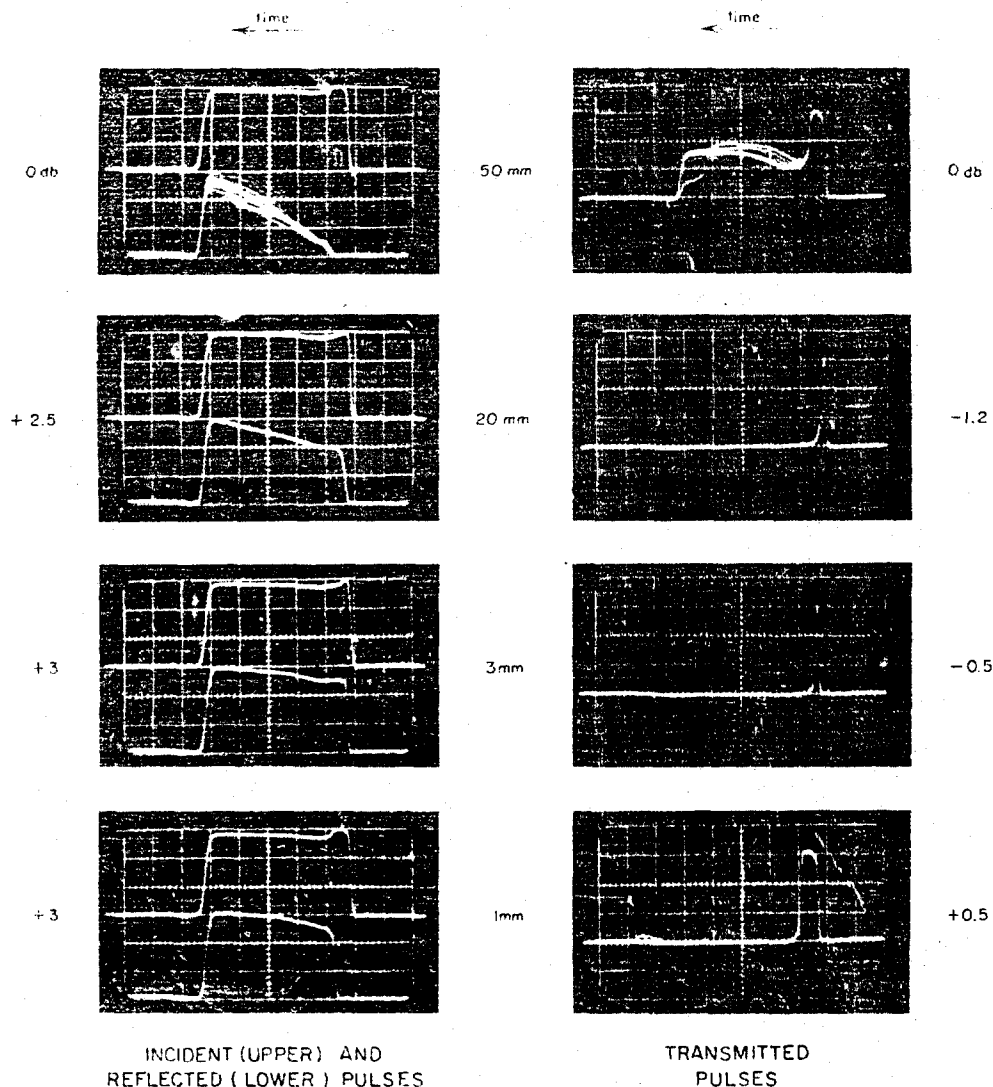 time
time
0 db
50 mm
0 db
+ 2.5
20 mm
-1.2
+3
3mm
-0.5
+3
1mm
+0.5
INCIDENT (UPPER) AND
REFLECTED (LOWER) PULSES
TRANSMITTED
PULSES